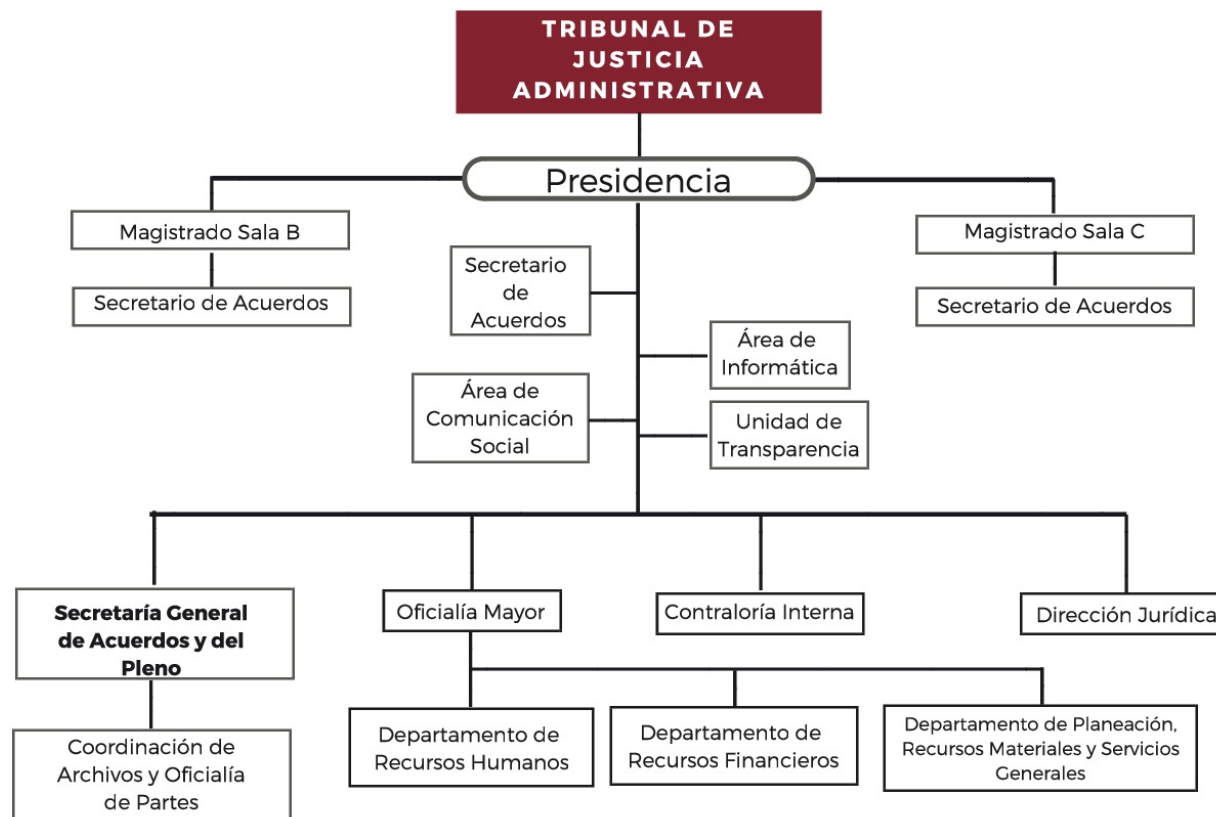 TRIBUNAL DE
JUSTICIA
ADMINISTRATIVA
Presidencia
Magistrado Sala B
Secretario de Acuerdos
Magistrado Sala C
Secretario de Acuerdos
Secretario
de
Acuerdos
Área de
Informática
Área de
Comunicación
Social
Unidad de
Transparencia
Secretaría General
de Acuerdos y del
Pleno
Oficialía Mayor
Contraloría Interna
Dirección Jurídica
Coordinación de
Archivos y Oficialía
de Partes
Departamento de
Recursos Humanos
Departamento de
Recursos Financieros
Departamento de Planeación,
Recursos Materiales y Servicios
Generales